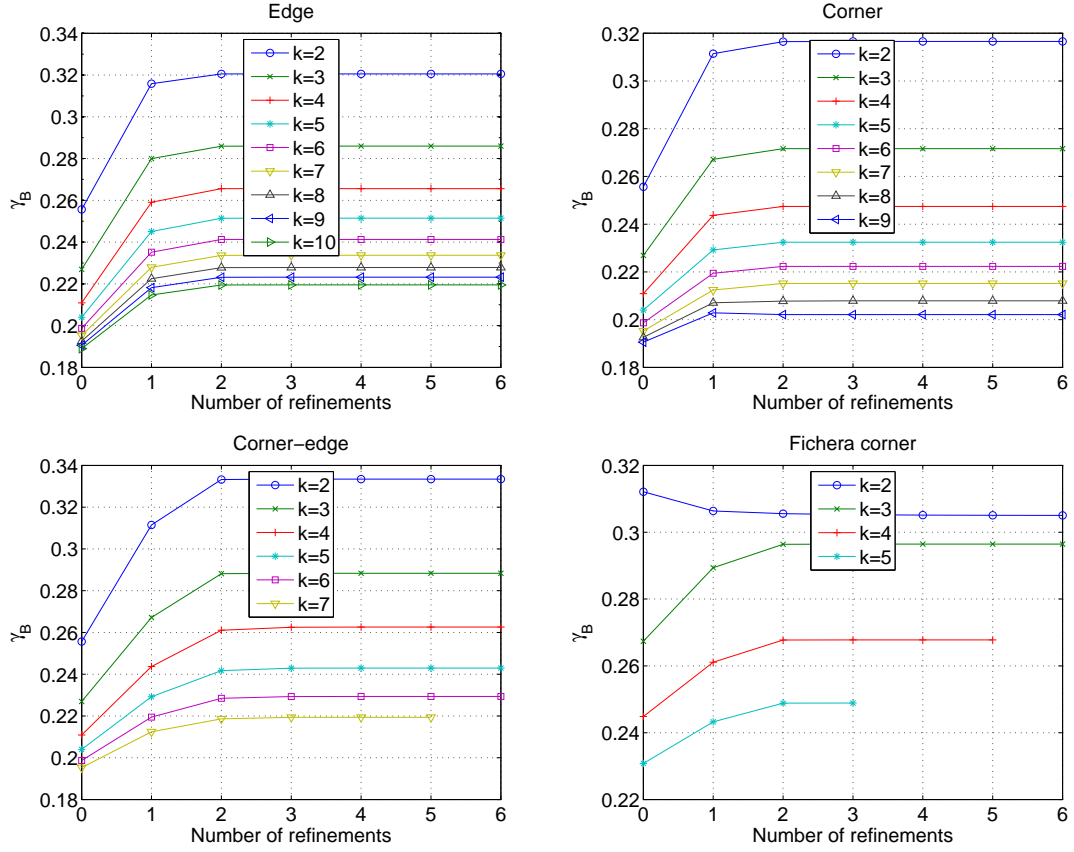 Edge
0.34
0.32
0.3
0.28
0.26
0.24
0.22
0.2
0.18
γ_B
k=2
k=3
k=4
k=5
k=6
k=7
k=8
k=9
k=10
0 1 2 3 4 5 6
Number of refinements
Corner
0.32
0.3
0.28
0.26
0.24
0.22
0.2
0.18
γ_B
k=2
k=3
k=4
k=5
k=6
k=7
k=8
k=9
0 1 2 3 4 5 6
Number of refinements
Corner−edge
0.34
0.32
0.3
0.28
0.26
0.24
0.22
0.2
0.18
γ_B
k=2
k=3
k=4
k=5
k=6
k=7
0 1 2 3 4 5 6
Number of refinements
Fichera corner
0.32
0.3
0.28
0.26
0.24
0.22
γ_B
k=2
k=3
k=4
k=5
0 1 2 3 4 5 6
Number of refinements